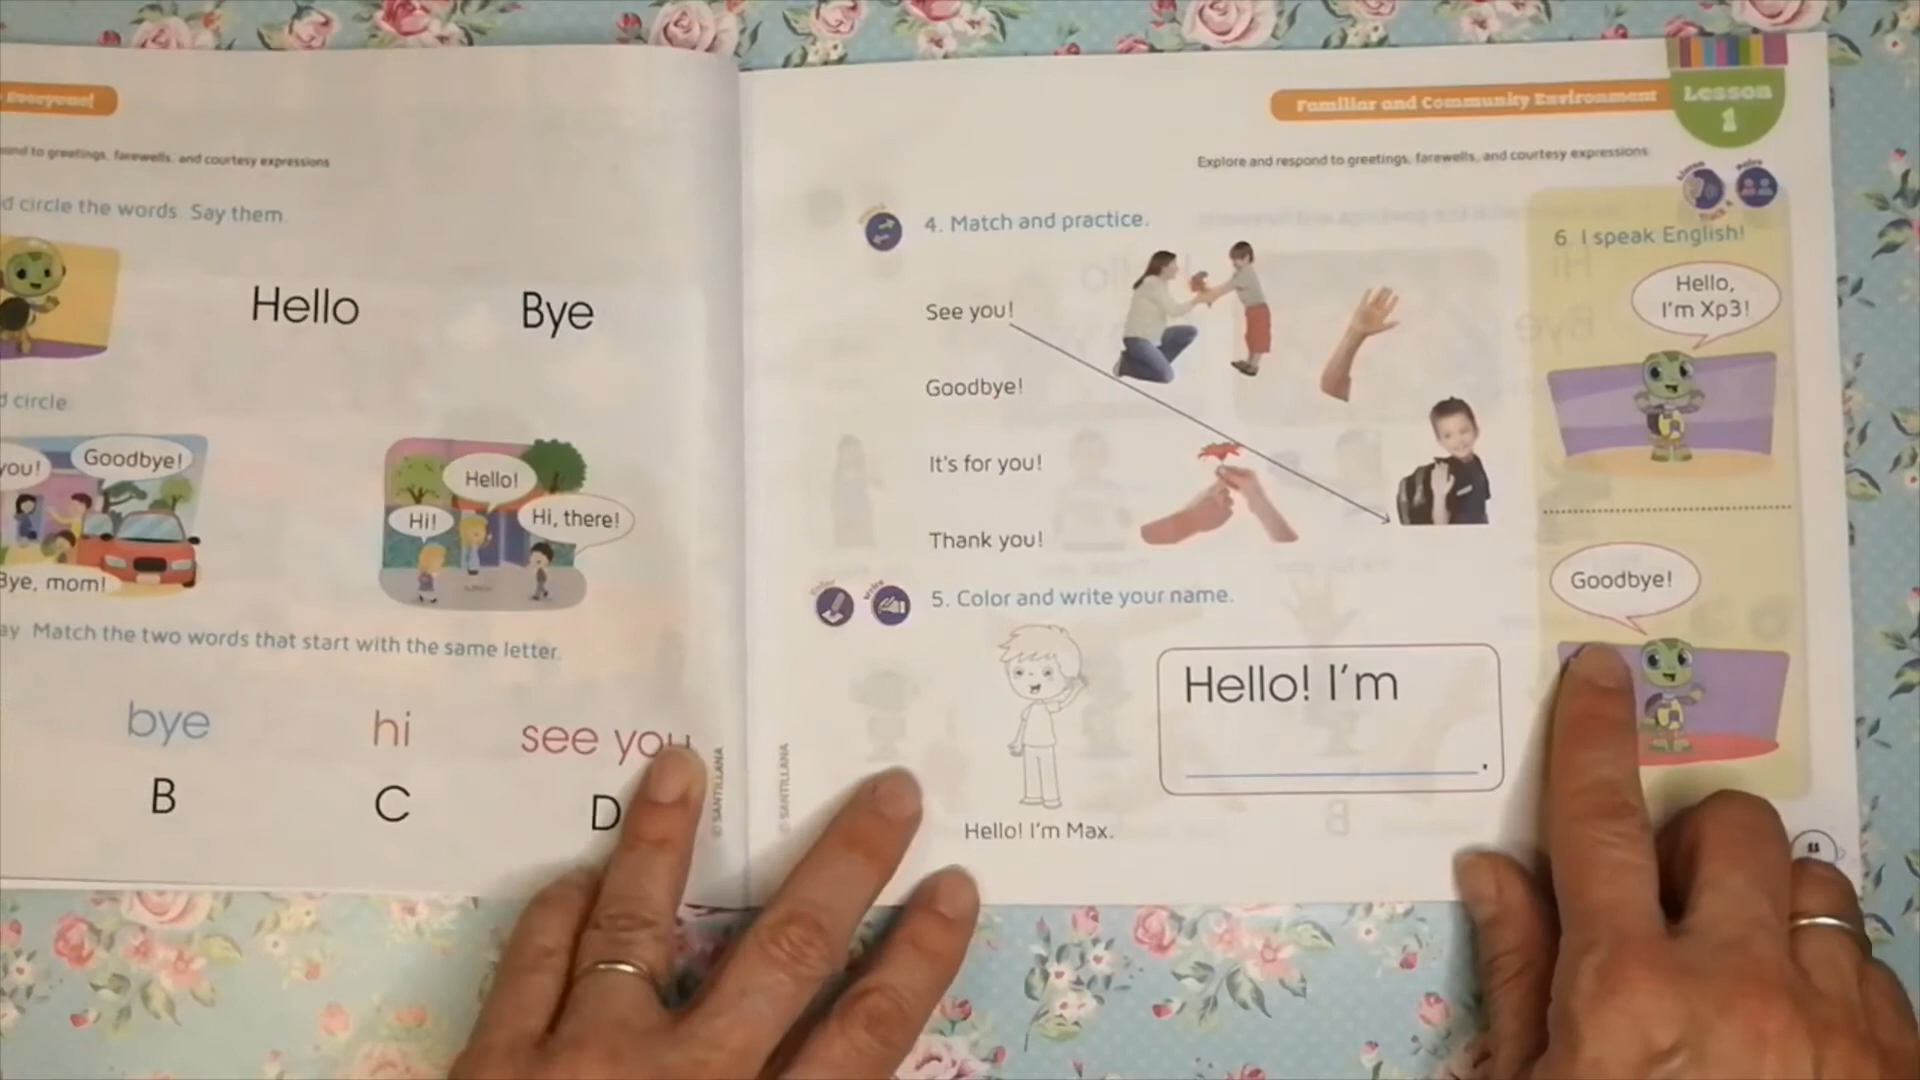 Everyone!
to greetings, farewells, and courtesy expressions
circle the words. Say them.
Hello
Bye
circle
you!
Goodbye!
Bye, mom!
Hello!
Hi!
Hi, there!
Match the two words that start with the same letter.
bye
hi
see you
B
C
D
© SANTILLANA
Familiar and Community Environment
Lesson
1
Explore and respond to greetings, farewells, and courtesy expressions
4. Match and practice.
See you!
Goodbye!
It's for you!
Thank you!
Color
Write
5. Color and write your name.
Hello! I'm Max.
Hello! I'm
.
6. I speak English!
Hello,
I'm Xp3!
Goodbye!
© SANTILLANA
11